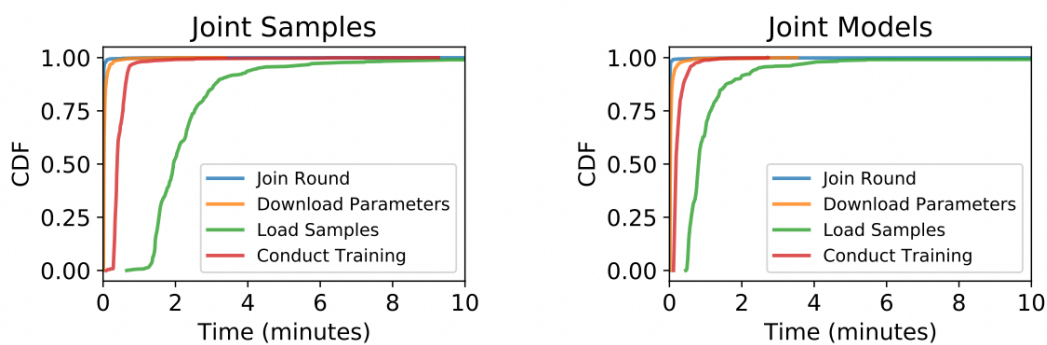 Joint Samples
CDF
1.00
0.75
0.50
0.25
0.00
Join Round
Download Parameters
Load Samples
Conduct Training
0 2 4 6 8 10
Time (minutes)
Joint Models
CDF
1.00
0.75
0.50
0.25
0.00
Join Round
Download Parameters
Load Samples
Conduct Training
0 2 4 6 8 10
Time (minutes)